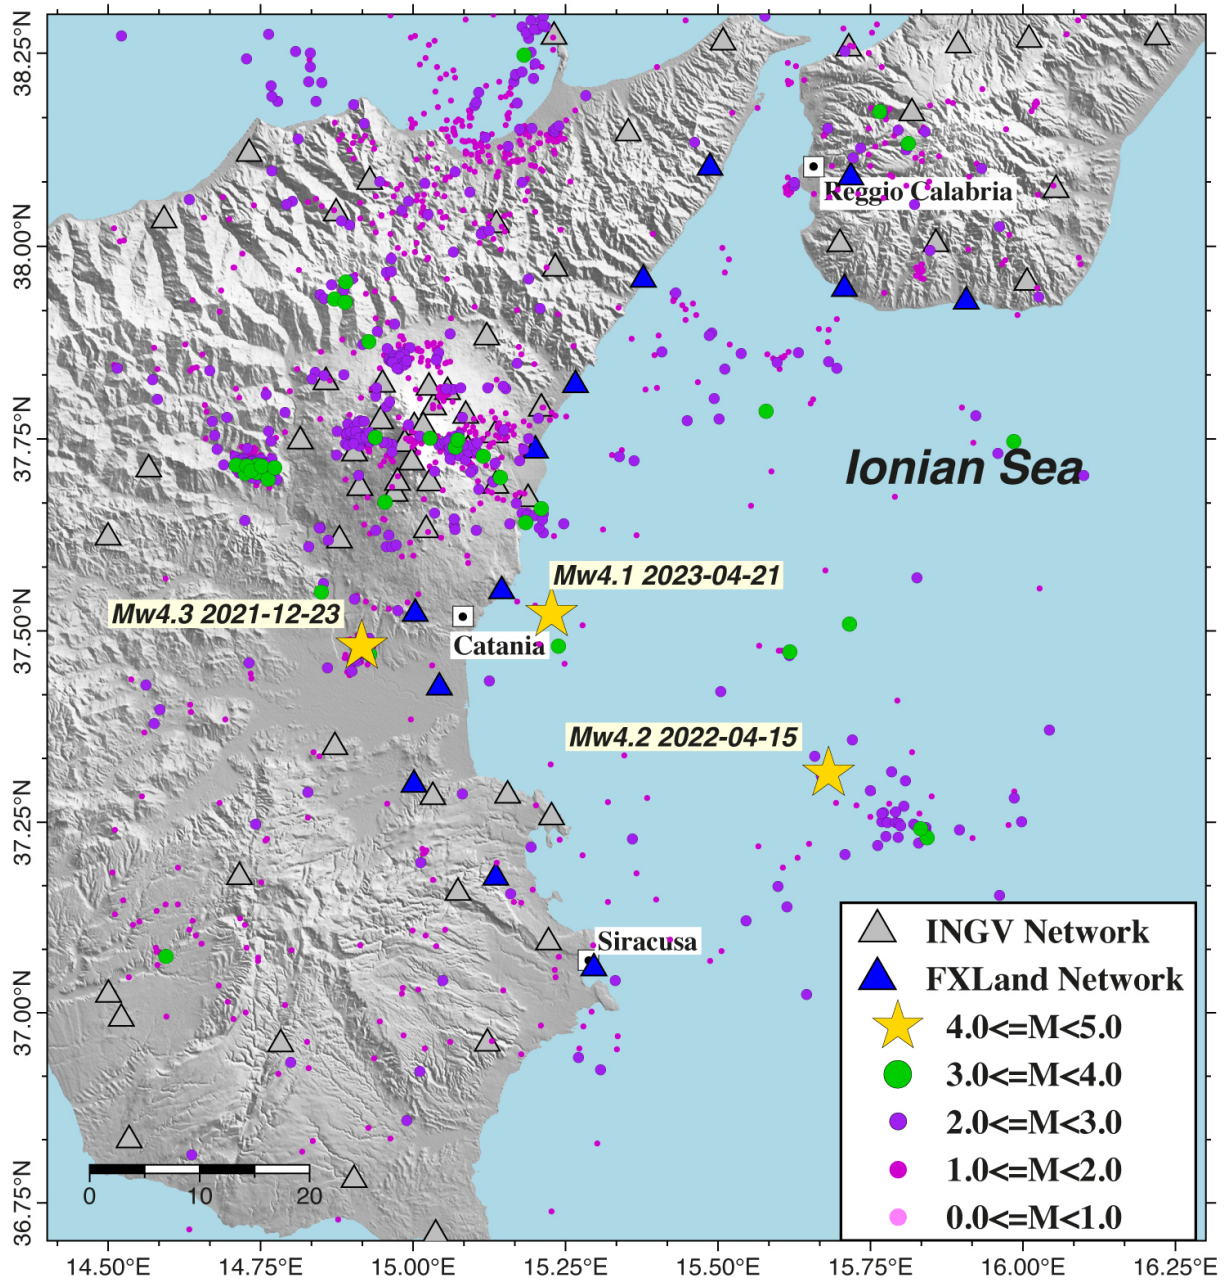 38.25°N
38.00°N
37.75°N
37.50°N
37.25°N
37.00°N
36.75°N
Reggio Calabria
Ionian Sea
Mw4.1 2023-04-21
Mw4.3 2021-12-23
Catania
Mw4.2 2022-04-15
Siracusa
INGV Network
FXLand Network
4.0<=M<5.0
3.0<=M<4.0
2.0<=M<3.0
1.0<=M<2.0
0.0<=M<1.0
0 10 20
14.50°E 14.75°E 15.00°E 15.25°E 15.50°E 15.75°E 16.00°E 16.25°E